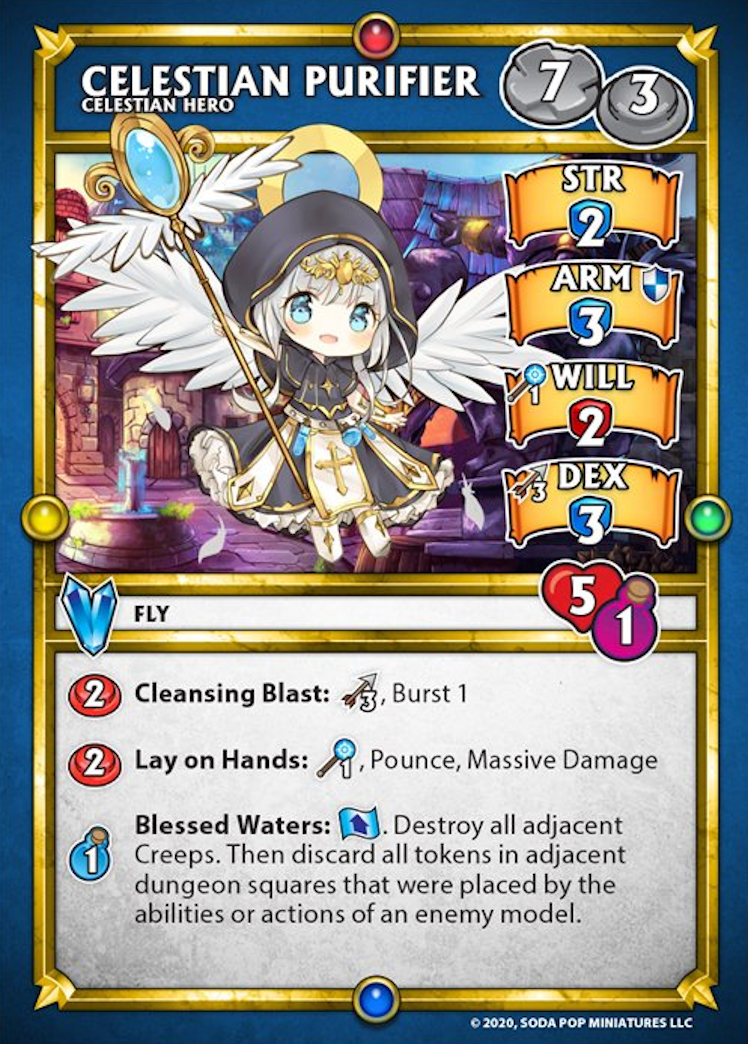 CELESTIAN PURIFIER
CELESTIAN HERO
7
3
STR
2
ARM
3
1 WILL
2
3 DEX
3
FLY
5
1
2 Cleansing Blast: 3, Burst 1
2 Lay on Hands: 1, Pounce, Massive Damage
1 Blessed Waters: . Destroy all adjacent
Creeps. Then discard all tokens in adjacent
dungeon squares that were placed by the
abilities or actions of an enemy model.
© 2020, SODA POP MINIATURES LLC